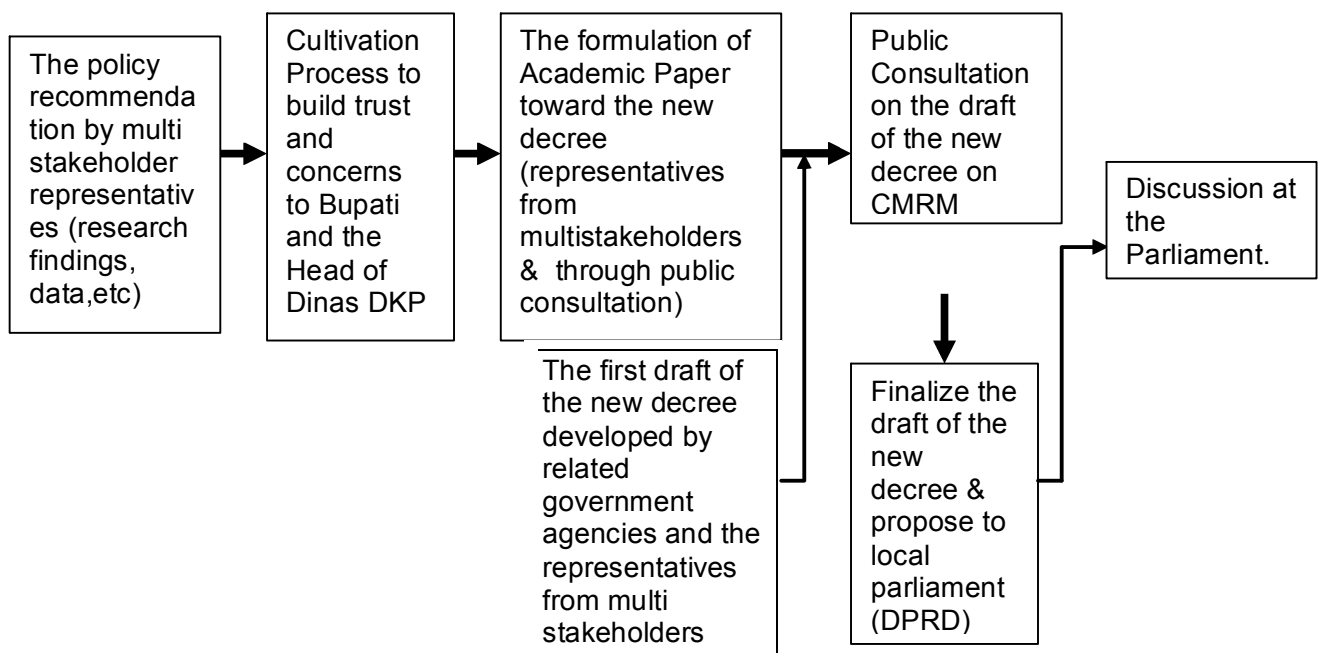 The policy
recommenda
tion by multi
stakeholder
representativ
es (research
findings,
data,etc)
Cultivation
Process to
build trust
and
concerns
to Bupati
and the
Head of
Dinas DKP
The formulation of
Academic Paper
toward the new
decree
(representatives
from
multistakeholders
& through public
consultation)
The first draft of
the new decree
developed by
related
government
agencies and the
representatives
from multi
stakeholders
Public
Consultation
on the draft
of the new
decree on
CMRM
Finalize the
draft of the
new
decree &
propose to
local
parliament
(DPRD)
Discussion at
the
Parliament.